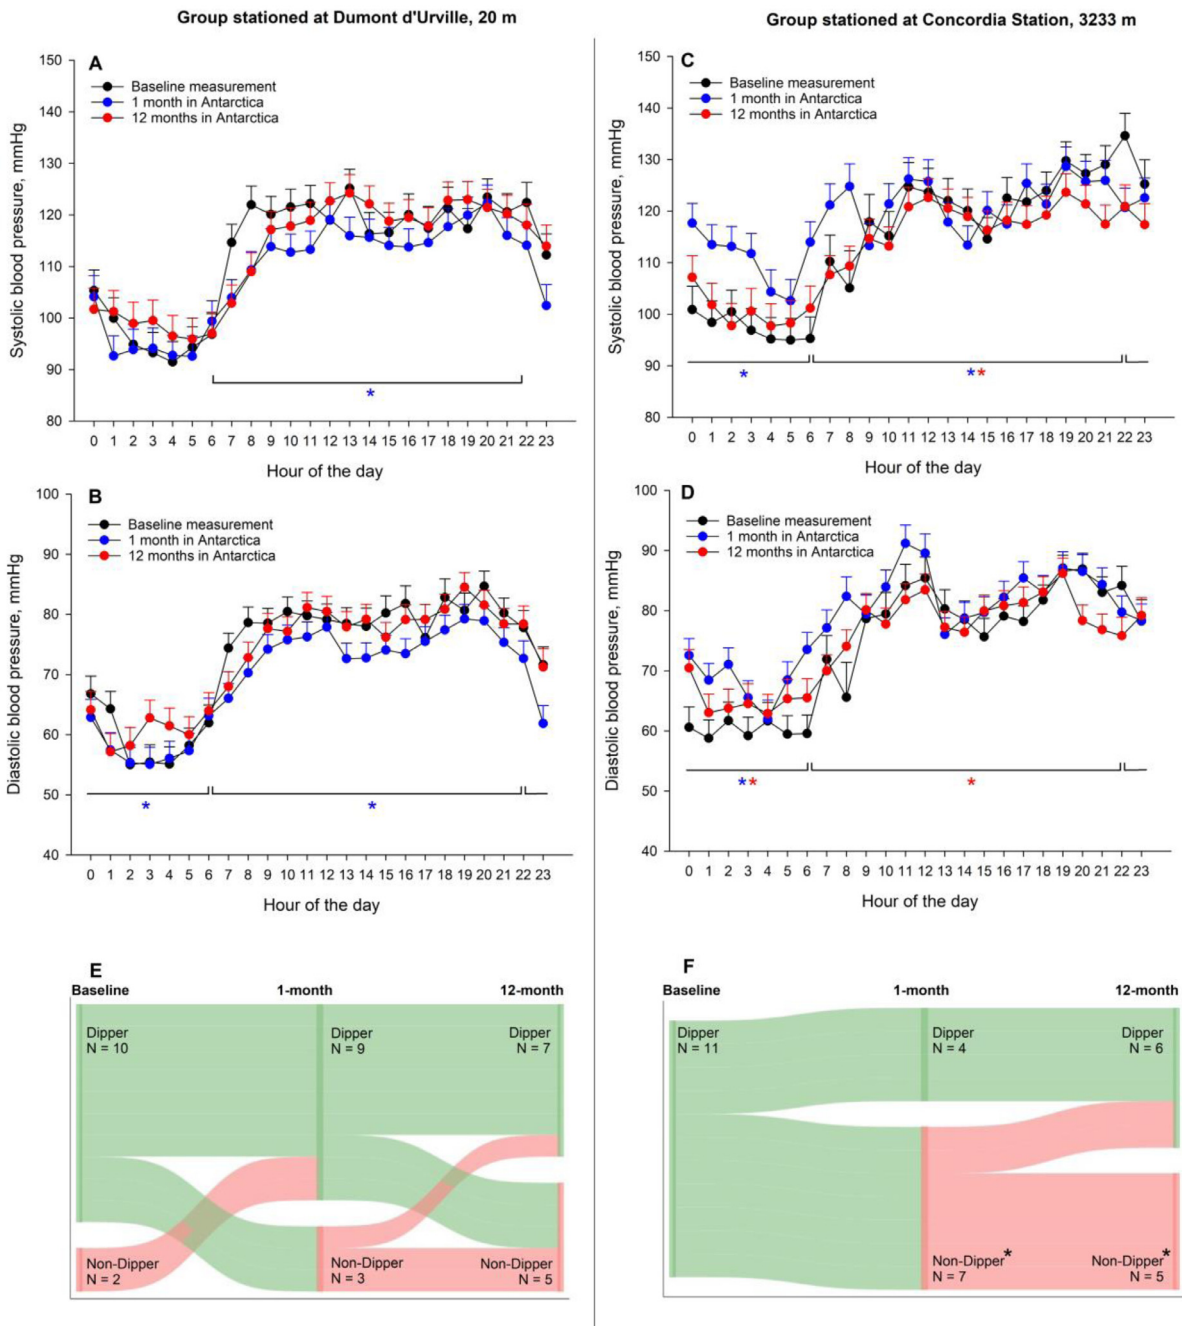 Group stationed at Dumont d'Urville, 20 m
Group stationed at Concordia Station, 3233 m
A
Baseline measurement
1 month in Antarctica
12 months in Antarctica
Systolic blood pressure, mmHg
150
140
130
120
110
100
90
80
*
0 1 2 3 4 5 6 7 8 9 10 11 12 13 14 15 16 17 18 19 20 21 22 23
Hour of the day
C
Baseline measurement
1 month in Antarctica
12 months in Antarctica
Systolic blood pressure, mmHg
150
140
130
120
110
100
90
80
*
**
0 1 2 3 4 5 6 7 8 9 10 11 12 13 14 15 16 17 18 19 20 21 22 23
Hour of the day
B
Baseline measurement
1 month in Antarctica
12 months in Antarctica
Diastolic blood pressure, mmHg
100
90
80
70
60
50
40
*
*
0 1 2 3 4 5 6 7 8 9 10 11 12 13 14 15 16 17 18 19 20 21 22 23
Hour of the day
D
Baseline measurement
1 month in Antarctica
12 months in Antarctica
Diastolic blood pressure, mmHg
100
90
80
70
60
50
40
**
*
0 1 2 3 4 5 6 7 8 9 10 11 12 13 14 15 16 17 18 19 20 21 22 23
Hour of the day
E
Baseline 1-month 12-month
Dipper
N = 10
Dipper
N = 9
Dipper
N = 7
Non-Dipper
N = 2
Non-Dipper
N = 3
Non-Dipper
N = 5
F
Baseline 1-month 12-month
Dipper
N = 11
Dipper
N = 4
Dipper
N = 6
Non-Dipper*
N = 7
Non-Dipper*
N = 5